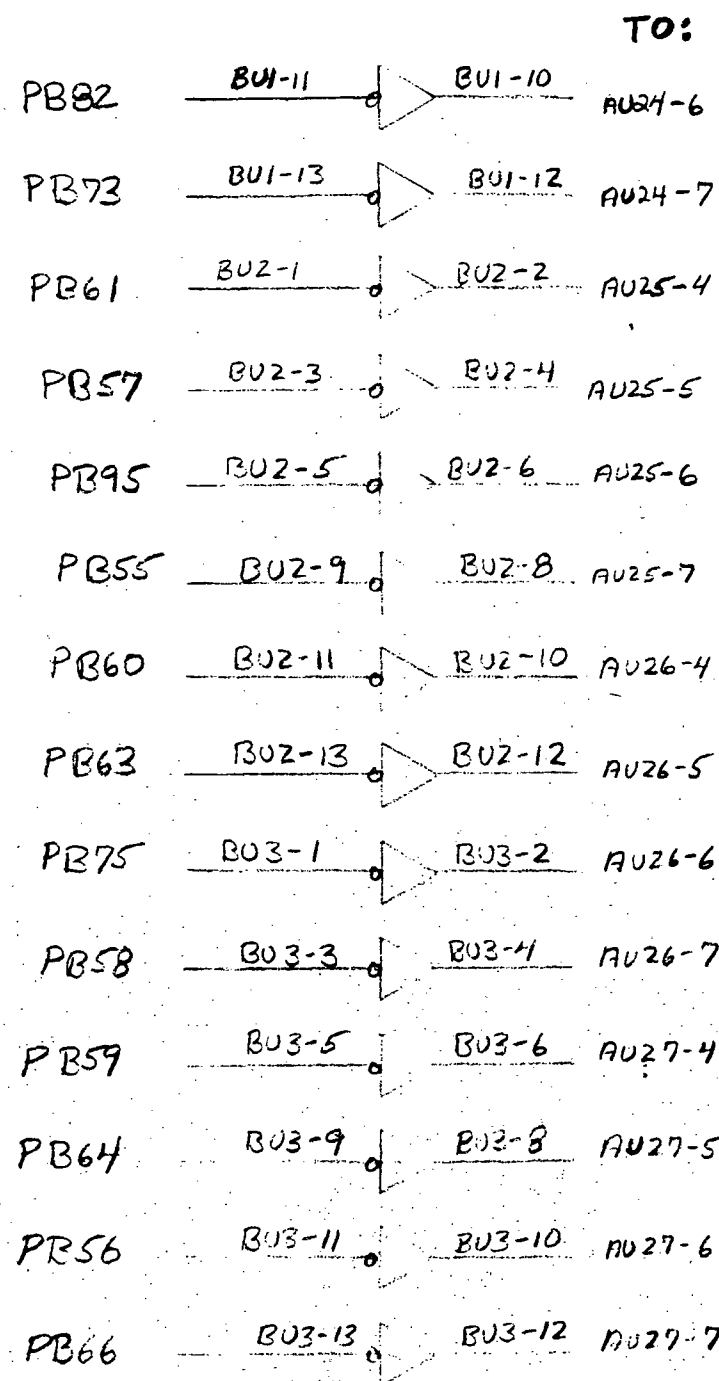 TO:
PB82 BU1-11 BU1-10 AU24-6
PB73 BU1-13 BU1-12 AU24-7
PB61 BU2-1 BU2-2 AU25-4
PB57 BU2-3 BU2-4 AU25-5
PB95 BU2-5 BU2-6 AU25-6
PB55 BU2-9 BU2-8 AU25-7
PB60 BU2-11 BU2-10 AU26-4
PB63 BU2-13 BU2-12 AU26-5
PB75 BU3-1 BU3-2 AU26-6
PB58 BU3-3 BU3-4 AU26-7
PB59 BU3-5 BU3-6 AU27-4
PB64 BU3-9 BU3-8 AU27-5
PB56 BU3-11 BU3-10 AU27-6
PB66 BU3-13 BU3-12 AU27-7